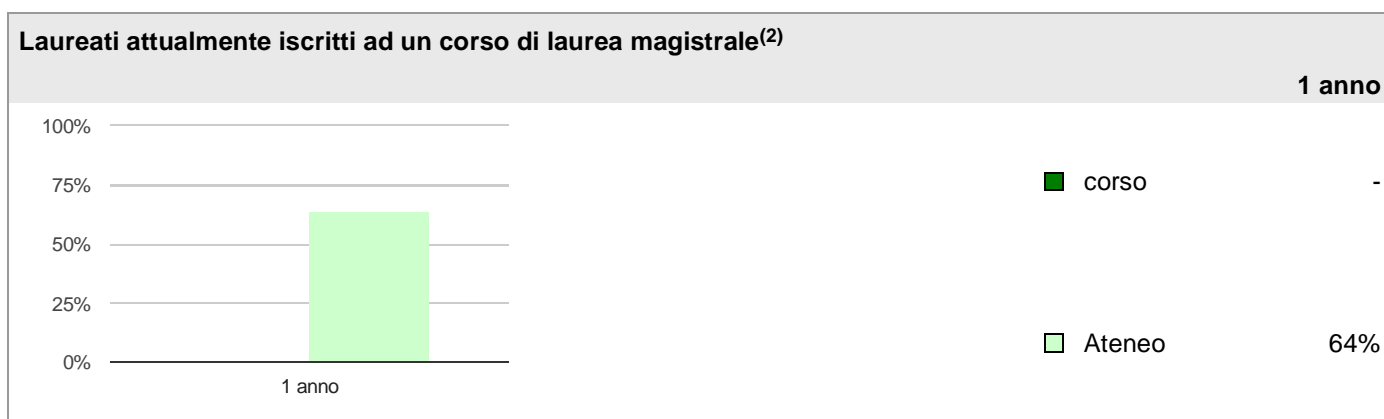 Laureati attualmente iscritti ad un corso di laurea magistrale(2)
1 anno
100%
75%
50%
25%
0%
1 anno
corso -
Ateneo 64%